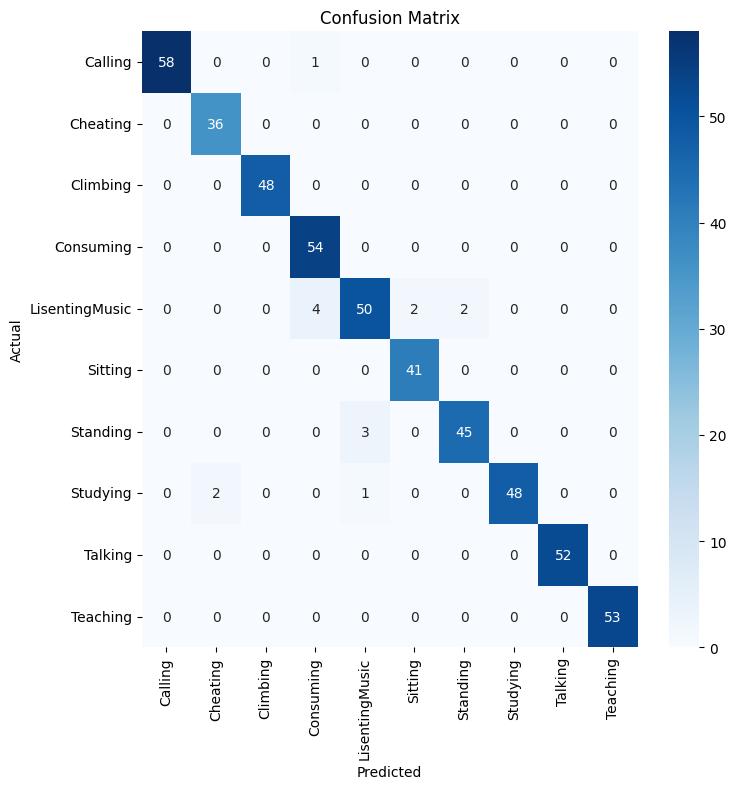 Confusion Matrix
Calling 58 0 0 1 0 0 0 0 0 0
Cheating 0 36 0 0 0 0 0 0 0 0
Climbing 0 0 48 0 0 0 0 0 0 0
Consuming 0 0 0 54 0 0 0 0 0 0
LisentingMusic 0 0 0 4 50 2 2 0 0 0
Sitting 0 0 0 0 0 41 0 0 0 0
Standing 0 0 0 0 3 0 45 0 0 0
Studying 0 2 0 0 1 0 0 48 0 0
Talking 0 0 0 0 0 0 0 0 52 0
Teaching 0 0 0 0 0 0 0 0 0 53
Actual
Calling Cheating Climbing Consuming LisentingMusic Sitting Standing Studying Talking Teaching
Predicted
50
40
30
20
10
0